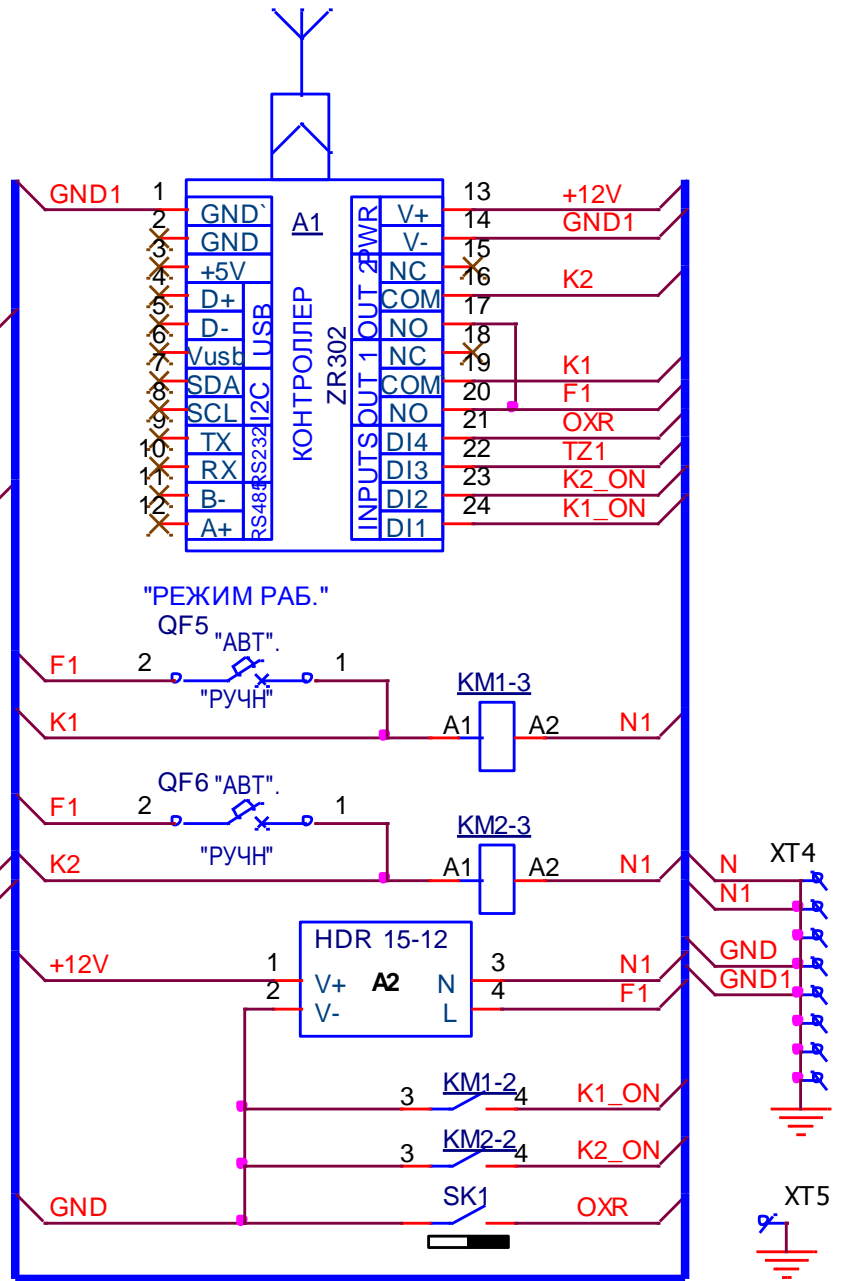 GND1 1 13 +12V
GND` A1 V+
2 14 GND1
GND PWR V-
3 15
+5V NC
4 16 K2
D+ OUT 2 COM
5 17
D- USB NO
6 18
Vusb КОНТРОЛЛЕР ZR302 NC
7 19 K1
SDA COM
8 20 F1
SCL I2C OUT 1 NO
9 21 OXR
TX DI4
10 22 TZ1
RX RS232 DI3
11 23 K2_ON
B- DI2
12 24 K1_ON
A+ RS485 INPUTS DI1
"РЕЖИМ РАБ."
QF5 "АВТ".
F1 2 1
"РУЧН" KM1-3
K1 A1 A2 N1
QF6 "АВТ".
F1 2 1
"РУЧН" KM2-3
K2 A1 A2 N1 N XT4
N1
HDR 15-12
+12V 1 V+ A2 N 3 N1 GND
2 V- L 4 F1 GND1
KM1-2
3 4 K1_ON
KM2-2
3 4 K2_ON
GND SK1 OXR XT5